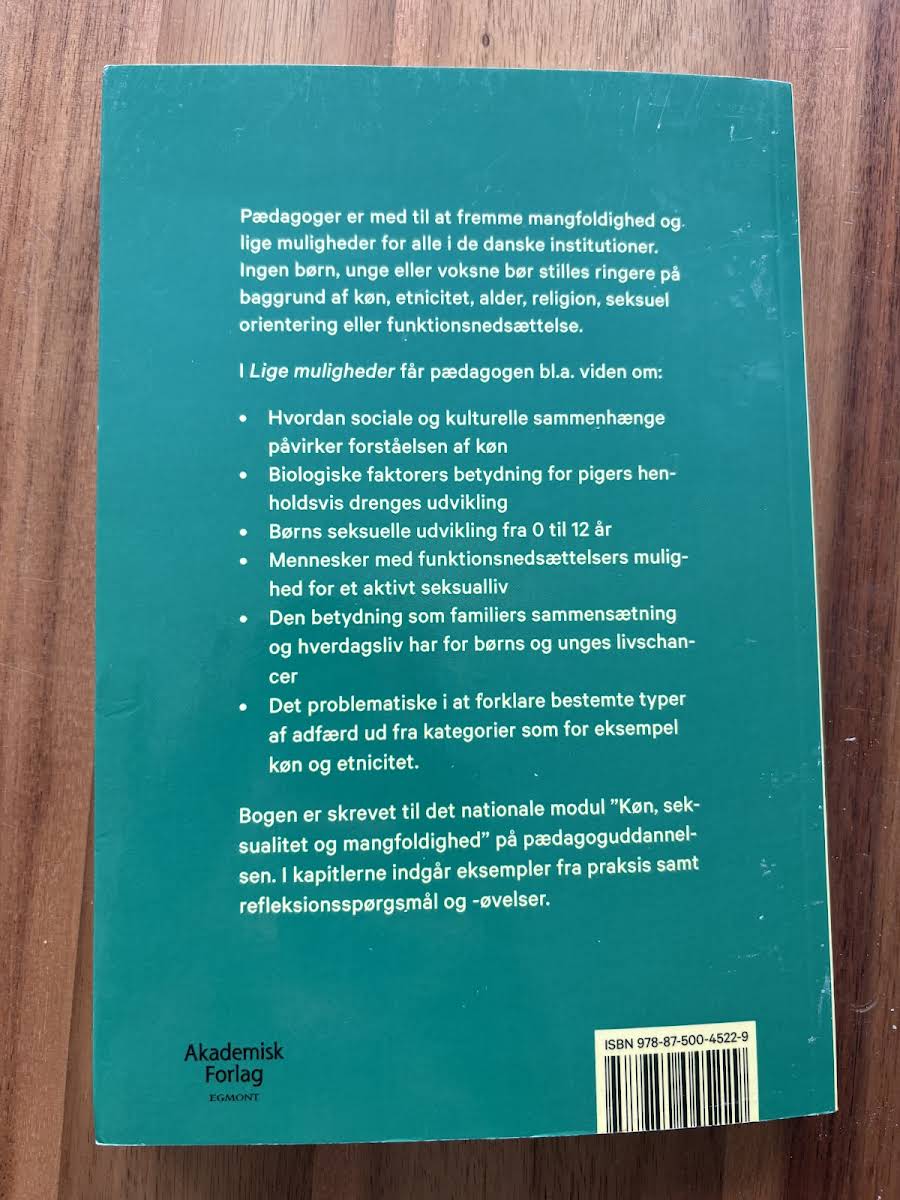 Pædagoger er med til at fremme mangfoldighed og
lige muligheder for alle i de danske institutioner.
Ingen børn, unge eller voksne bør stilles ringere på
baggrund af køn, etnicitet, alder, religion, seksuel
orientering eller funktionsnedsættelse.
I Lige muligheder får pædagogen bl.a. viden om:
• Hvordan sociale og kulturelle sammenhænge
påvirker forståelsen af køn
• Biologiske faktorers betydning for pigers hen-
holdsvis drenges udvikling
• Børns seksuelle udvikling fra 0 til 12 år
• Mennesker med funktionsnedsættelsers mulig-
hed for et aktivt seksualliv
• Den betydning som familiers sammensætning
og hverdagsliv har for børns og unges livschan-
cer
• Det problematiske i at forklare bestemte typer
af adfærd ud fra kategorier som for eksempel
køn og etnicitet.
Bogen er skrevet til det nationale modul ”Køn, sek-
sualitet og mangfoldighed” på pædagoguddannel-
sen. I kapitlerne indgår eksempler fra praksis samt
refleksionsspørgsmål og -øvelser.
Akademisk
Forlag
EGMONT
ISBN 978-87-500-4522-9